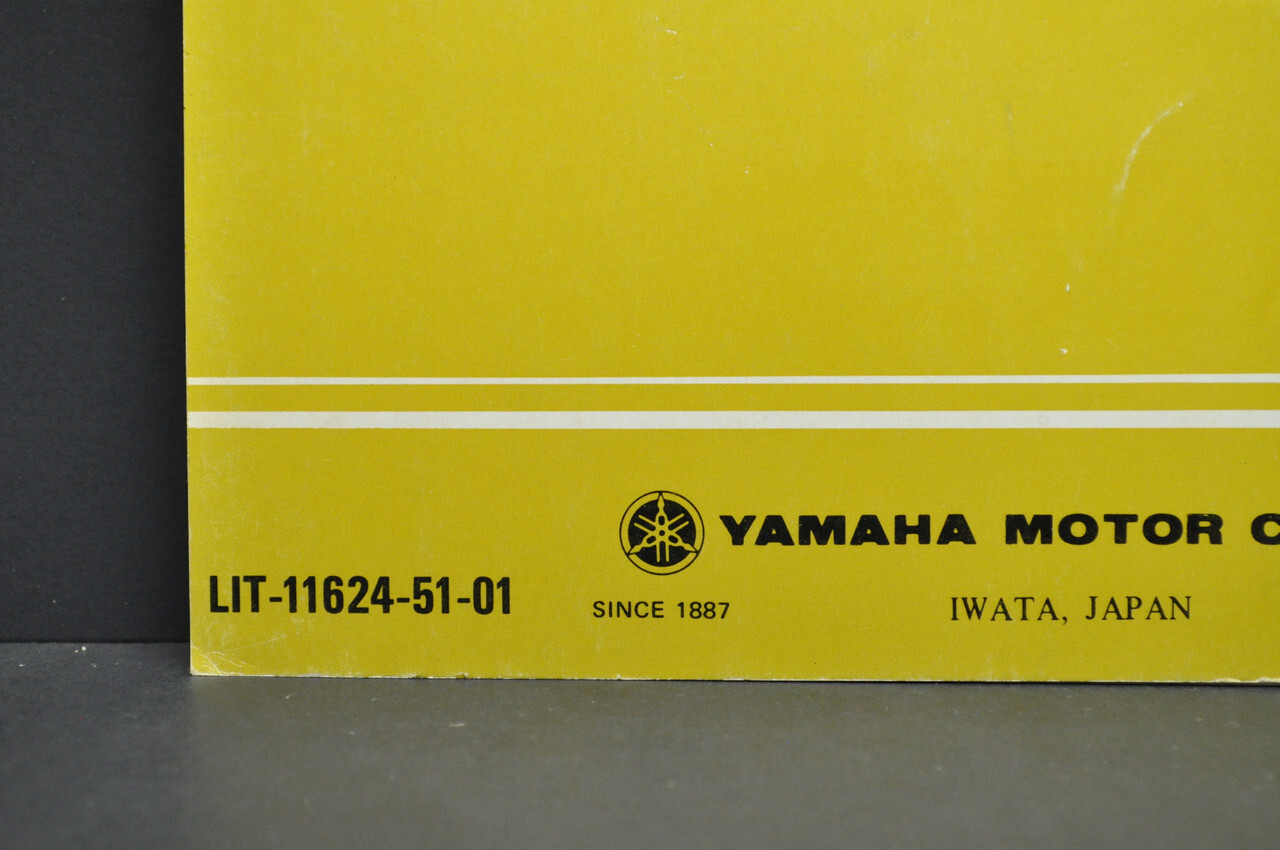 YAMAHA MOTOR C
LIT-11624-51-01
SINCE 1887
IWATA, JAPAN